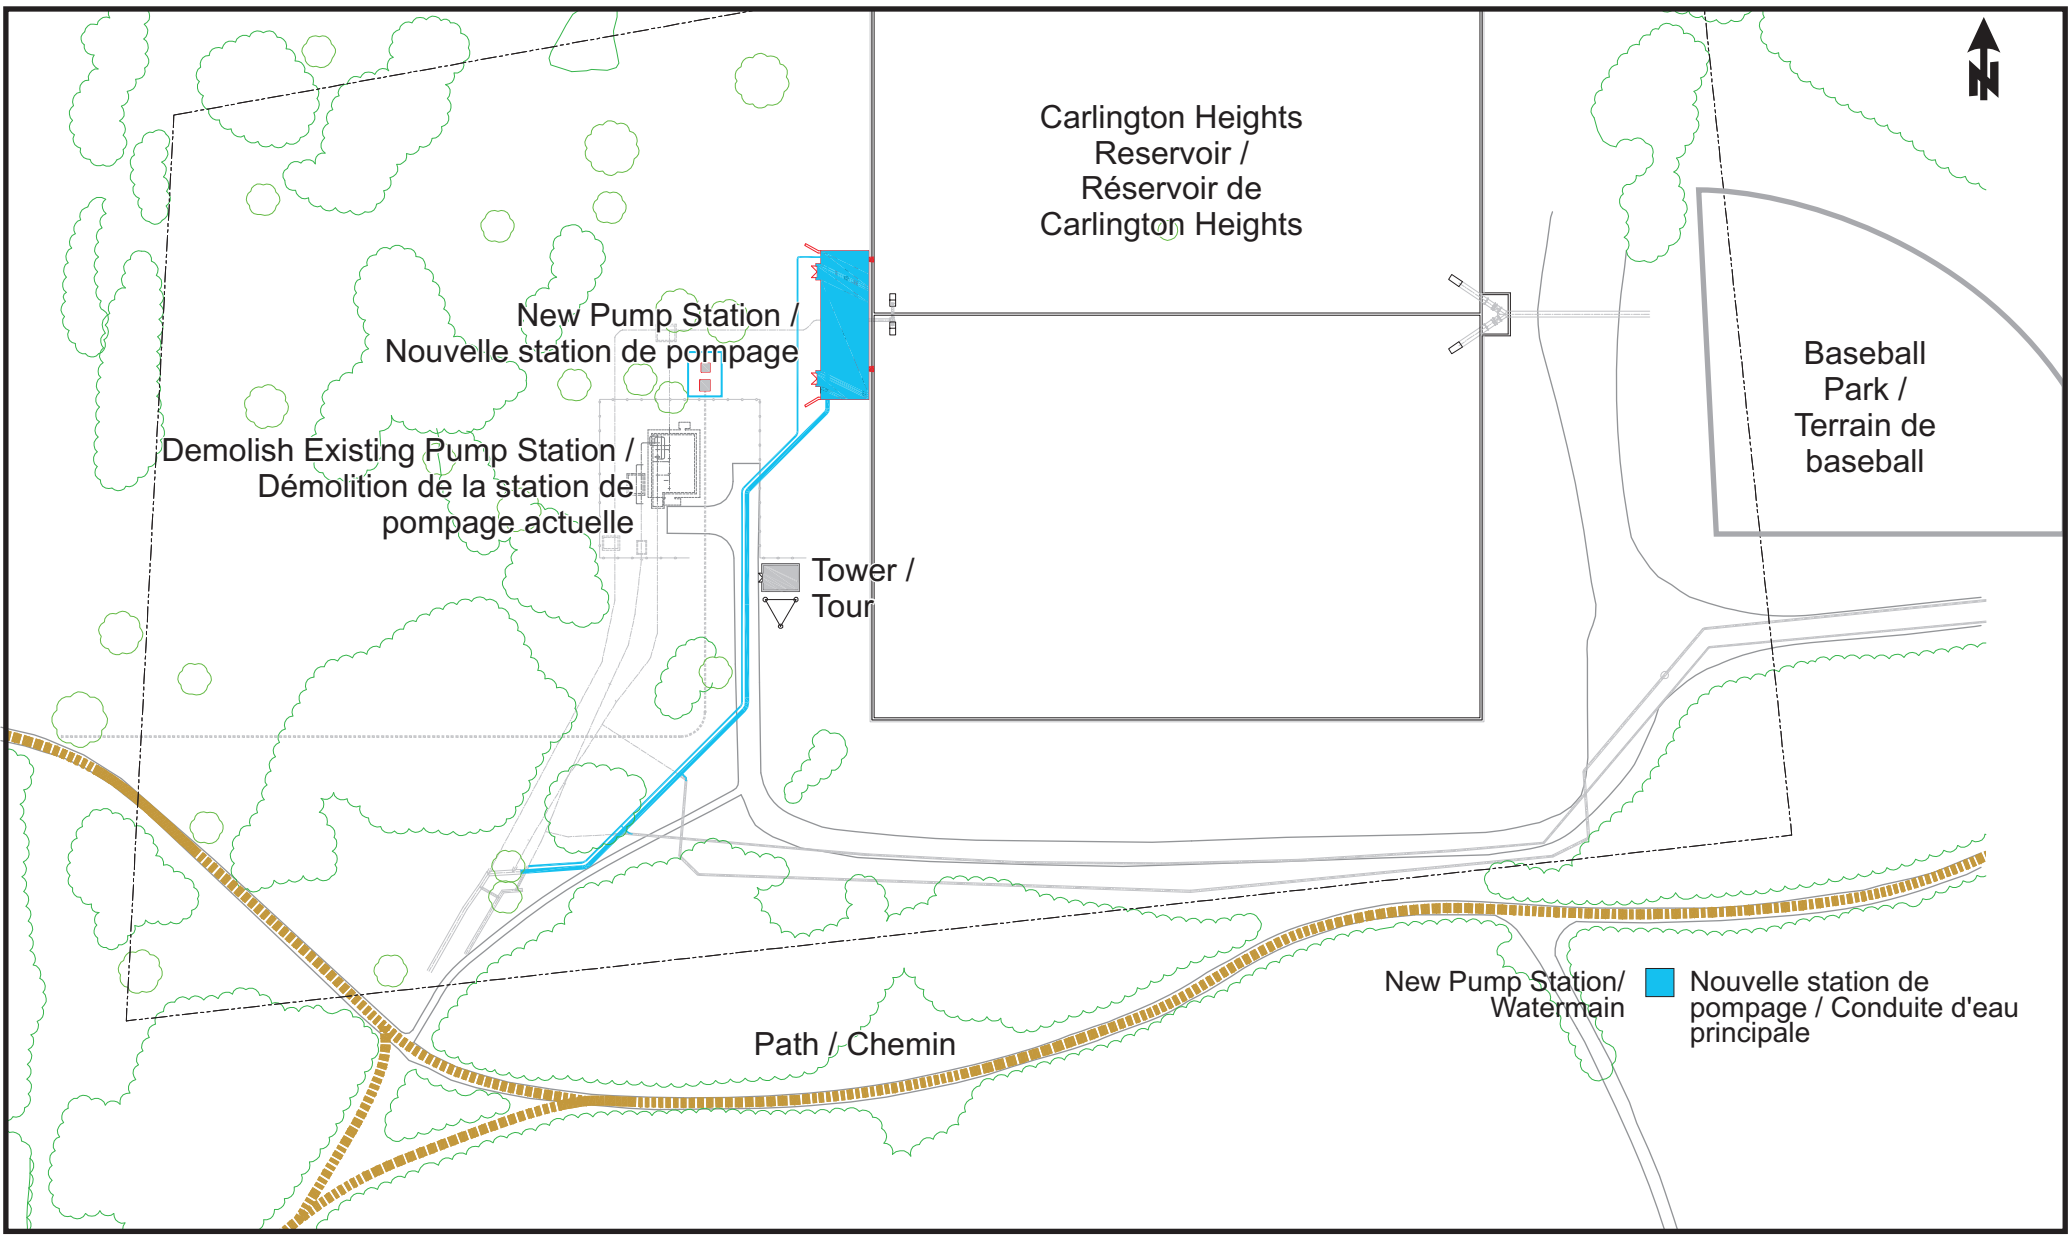 N
Carlington Heights
Reservoir /
Réservoir de
Carlington Heights
New Pump Station /
Nouvelle station de pompage
Baseball
Park /
Terrain de
baseball
Demolish Existing Pump Station /
Démolition de la station de
pompage actuelle
Tower /
Tour
New Pump Station/
Watermain
Nouvelle station de
pompage / Conduite d'eau
principale
Path / Chemin